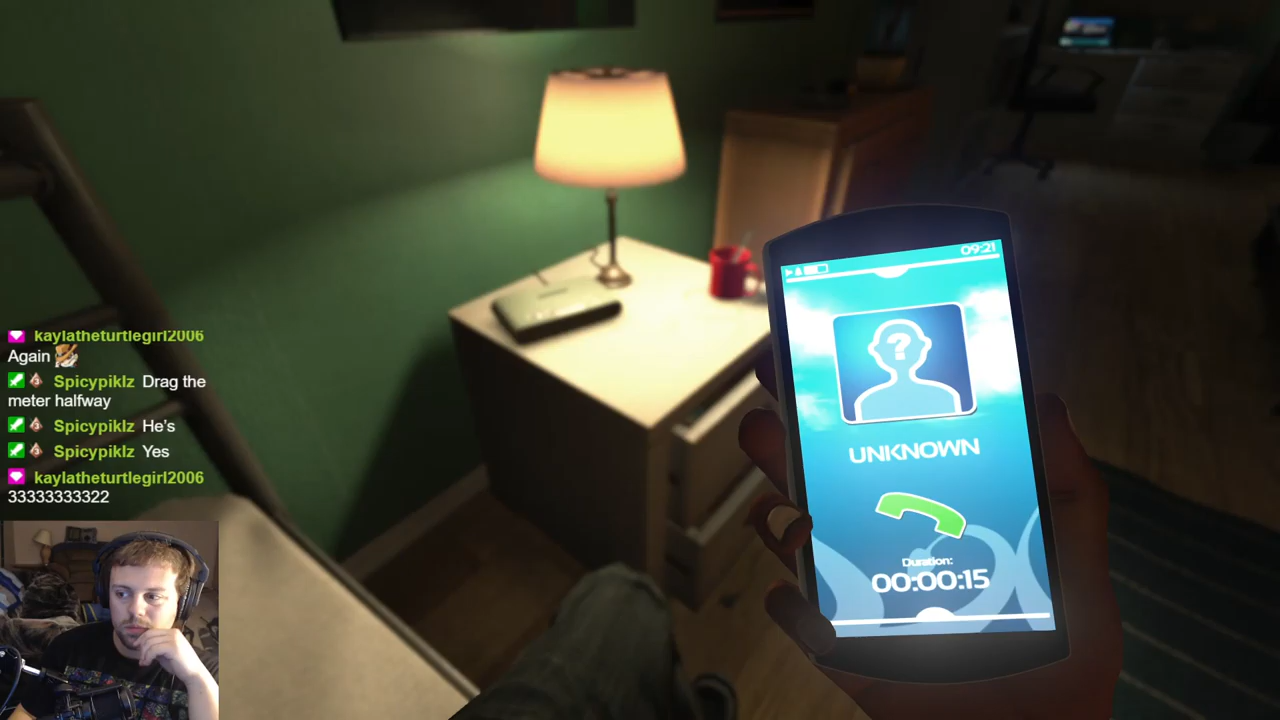 kaylatheturtlegirl2006
Again
Spicypiklz Drag the
meter halfway
Spicypiklz He's
Spicypiklz Yes
kaylatheturtlegirl2006
33333333322
09:21
?
UNKNOWN
Duration:
00:00:15